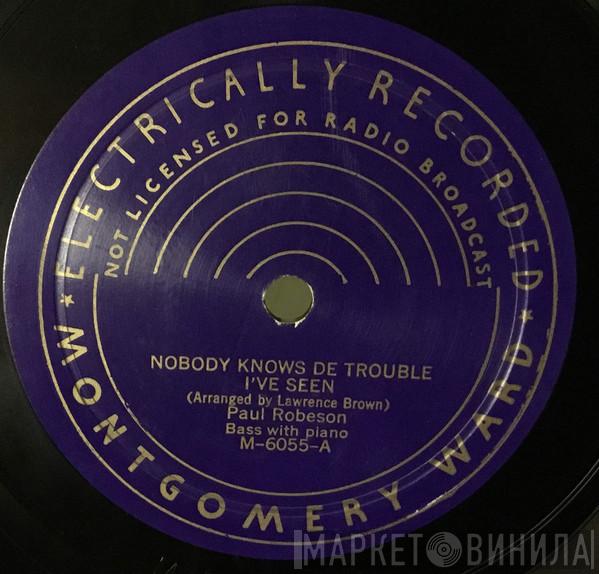 ELECTRICALLY RECORDED
NOT LICENSED FOR RADIO BROADCAST
NOBODY KNOWS DE TROUBLE
I'VE SEEN
(Arranged by Lawrence Brown)
Paul Robeson
Bass with piano
M-6055-A
MONTGOMERY WARD
МАРКЕТ ВИНИЛА